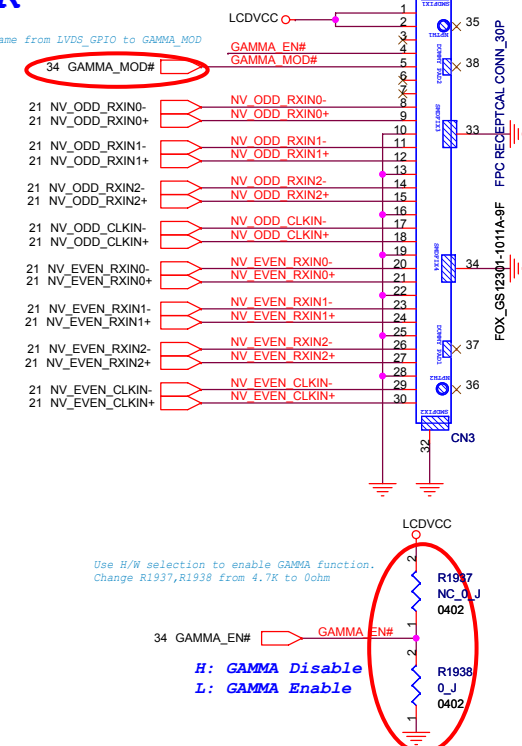 LCDVCC
ame from LVDS_GPIO to GAMMA_MOD
GAMMA_EN#
34 GAMMA_MOD#
GAMMA_MOD#
21 NV_ODD_RXIN0-
NV_ODD_RXIN0-
21 NV_ODD_RXIN0+
NV_ODD_RXIN0+
21 NV_ODD_RXIN1-
NV_ODD_RXIN1-
21 NV_ODD_RXIN1+
NV_ODD_RXIN1+
21 NV_ODD_RXIN2-
NV_ODD_RXIN2-
21 NV_ODD_RXIN2+
NV_ODD_RXIN2+
21 NV_ODD_CLKIN-
NV_ODD_CLKIN-
21 NV_ODD_CLKIN+
NV_ODD_CLKIN+
21 NV_EVEN_RXIN0-
NV_EVEN_RXIN0-
21 NV_EVEN_RXIN0+
NV_EVEN_RXIN0+
21 NV_EVEN_RXIN1-
NV_EVEN_RXIN1-
21 NV_EVEN_RXIN1+
NV_EVEN_RXIN1+
21 NV_EVEN_RXIN2-
NV_EVEN_RXIN2-
21 NV_EVEN_RXIN2+
NV_EVEN_RXIN2+
21 NV_EVEN_CLKIN-
NV_EVEN_CLKIN-
21 NV_EVEN_CLKIN+
NV_EVEN_CLKIN+
1
2
3
4
5
6
7
8
9
10
11
12
13
14
15
16
17
18
19
20
21
22
23
24
25
26
27
28
29
30
35
38
33
34
37
36
32
CN3
FPC RECEPTCAL CONN_30P
FOX_GS12301-1011A-9F
LCDVCC
Use H/W selection to enable GAMMA function.
Change R1937,R1938 from 4.7K to 0ohm
2
R1937
NC_0_J
0402
1
34 GAMMA_EN#
GAMMA_EN#
2
H: GAMMA Disable
L: GAMMA Enable
R1938
0_J
0402
1